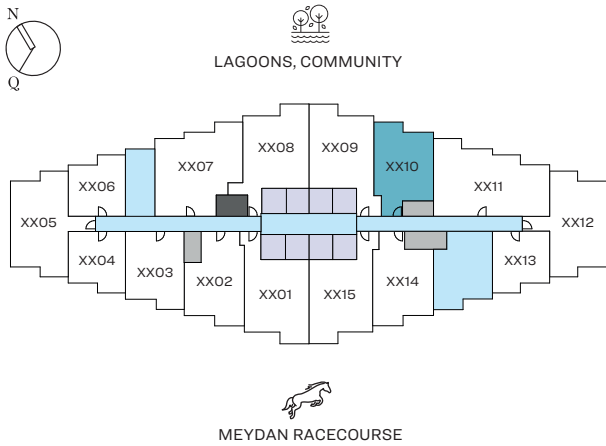 N
Q
LAGOONS, COMMUNITY
XX08
XX09
XX07
XX10
XX06
XX11
XX05
XX12
XX04
XX03
XX02
XX01
XX15
XX14
XX13
MEYDAN RACECOURSE